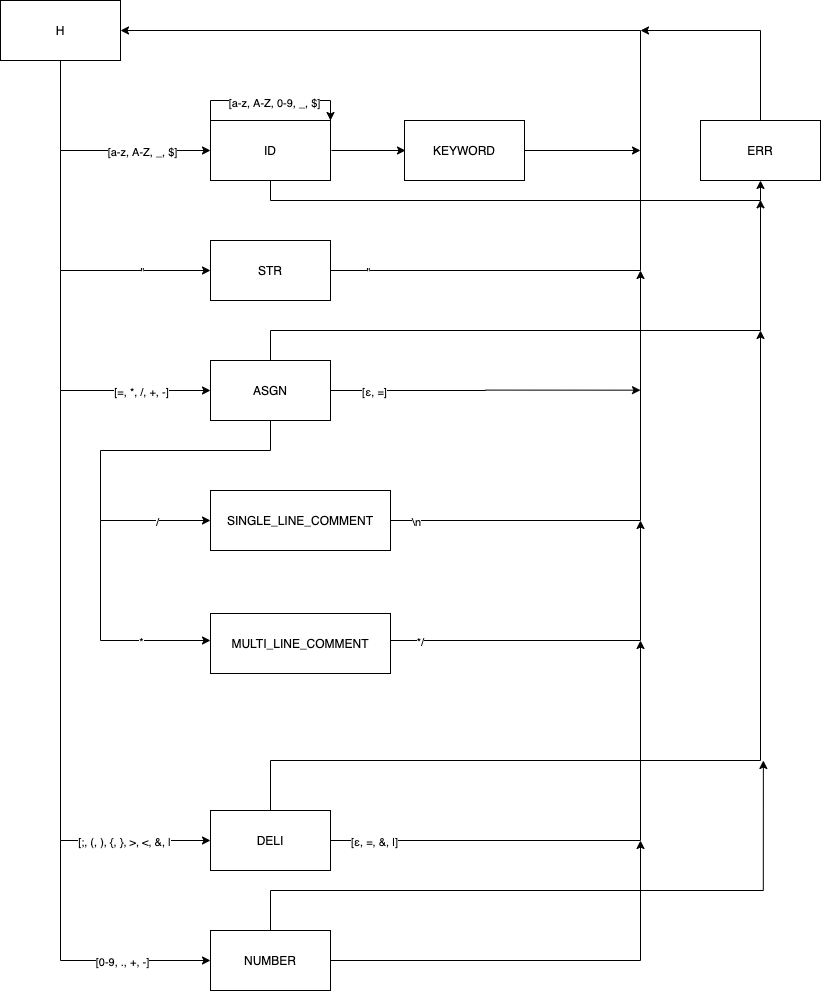 H
[a-z, A-Z, 0-9, _, $]
[a-z, A-Z, _, $]
ID
KEYWORD
ERR
"
STR
"
[=, *, /, +, -]
ASGN
[ε, =]
/
SINGLE_LINE_COMMENT
\n
*
MULTI_LINE_COMMENT
*/
[;, (, ), {, }, >, <, &, |
DELI
[ε, =, &, |]
[0-9, ., +, -]
NUMBER